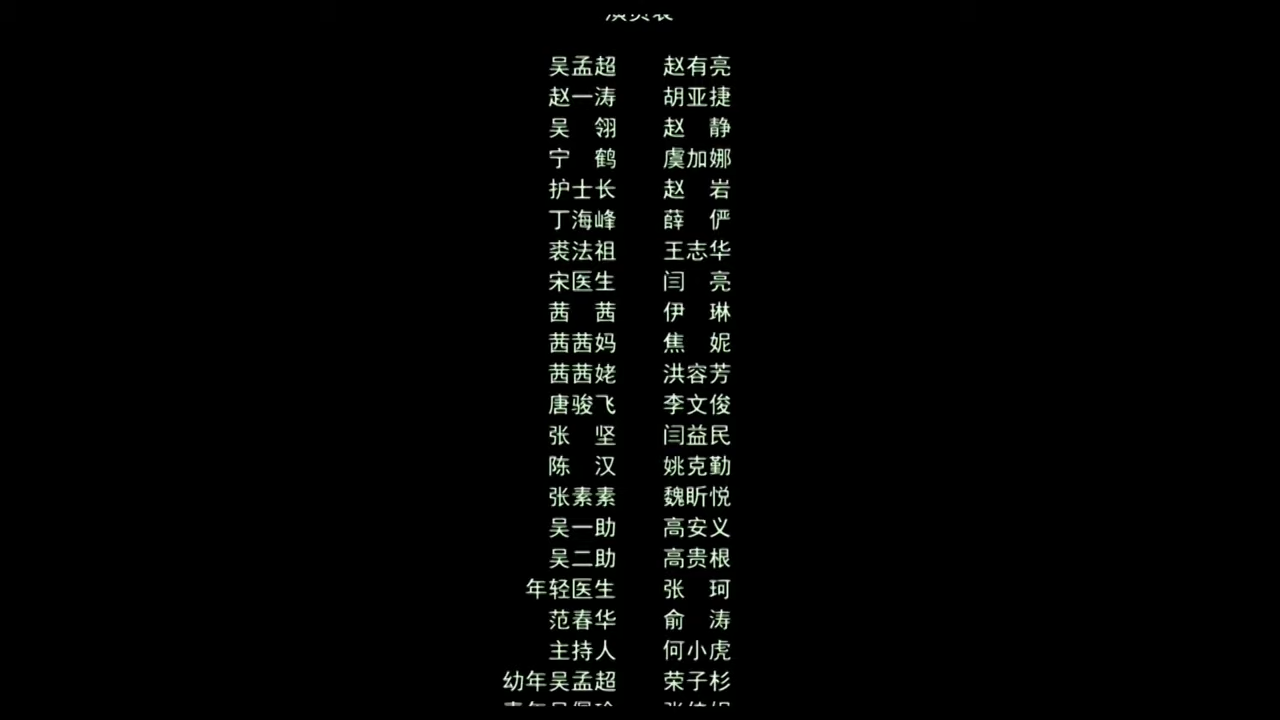 演员表
吴孟超 赵有亮
赵一涛 胡亚捷
吴 翎 赵 静
宁 鹤 虞加娜
护士长 赵 岩
丁海峰 薛 俨
裘法祖 王志华
宋医生 闫 亮
茜 茜 伊 琳
茜茜妈 焦 妮
茜茜姥 洪容芳
唐骏飞 李文俊
张 坚 闫益民
陈 汉 姚克勤
张素素 魏昕悦
吴一助 高安义
吴二助 高贵根
年轻医生 张 珂
范春华 俞 涛
主持人 何小虎
幼年吴孟超 荣子杉